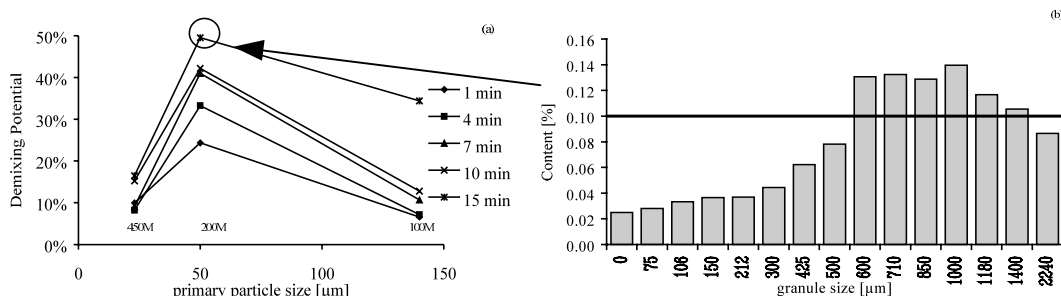 (a)
50%
40%
30%
20%
10%
0%
Demixing Potential
450M
200M
100M
0
50
100
150
primary particle size [µm]
1 min
4 min
7 min
10 min
15 min
(b)
0.16
0.14
0.12
0.10
0.08
0.06
0.04
0.02
0.00
Content [%]
0
75
106
150
212
300
425
500
600
710
850
1000
1180
1400
2240
granule size [µm]